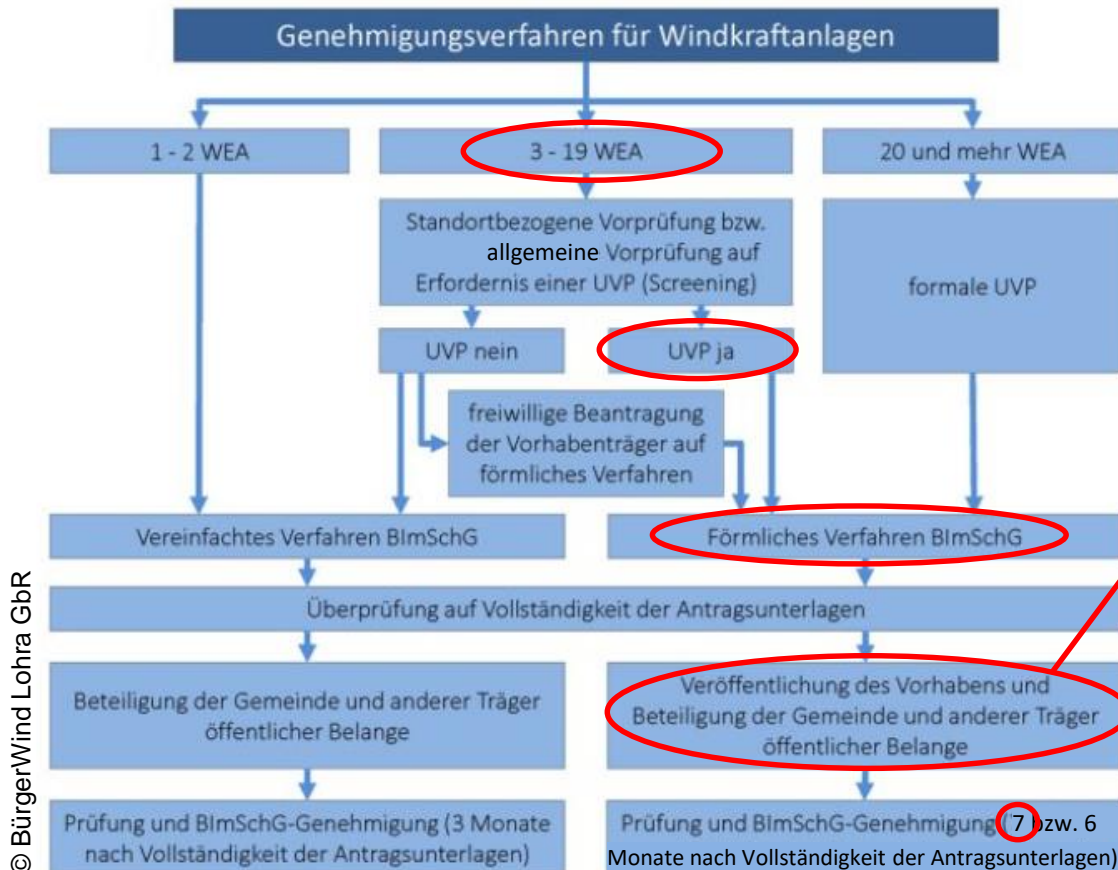 Genehmigungsverfahren für Windkraftanlagen
1 - 2 WEA
3 - 19 WEA
20 und mehr WEA
Standortbezogene Vorprüfung bzw.
allgemeine Vorprüfung auf
Erfordernis einer UVP (Screening)
formale UVP
UVP nein
UVP ja
freiwillige Beantragung
der Vorhabenträger auf
förmliches Verfahren
Vereinfachtes Verfahren BImSchG
Förmliches Verfahren BImSchG
Überprüfung auf Vollständigkeit der Antragsunterlagen
Beteiligung der Gemeinde und anderer Träger
öffentlicher Belange
Veröffentlichung des Vorhabens und
Beteiligung der Gemeinde und anderer Träger
öffentlicher Belange
Prüfung und BImSchG-Genehmigung (3 Monate
nach Vollständigkeit der Antragsunterlagen)
Prüfung und BImSchG-Genehmigung (7 bzw. 6
Monate nach Vollständigkeit der Antragsunterlagen)
© BürgerWind Lohra GbR